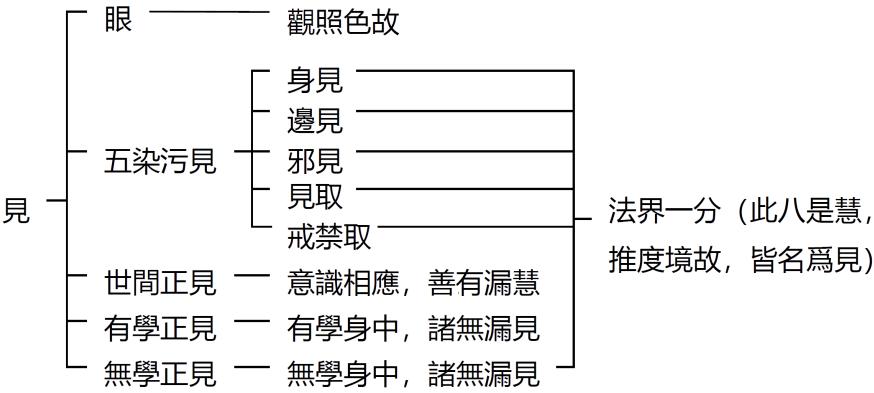 眼 觀照色故
身見
邊見
五染污見 邪見
見取
見 法界一分（此八是慧，
戒禁取
推度境故，皆名爲見）
世間正見 意識相應，善有漏慧
有學正見 有學身中，諸無漏見
無學正見 無學身中，諸無漏見